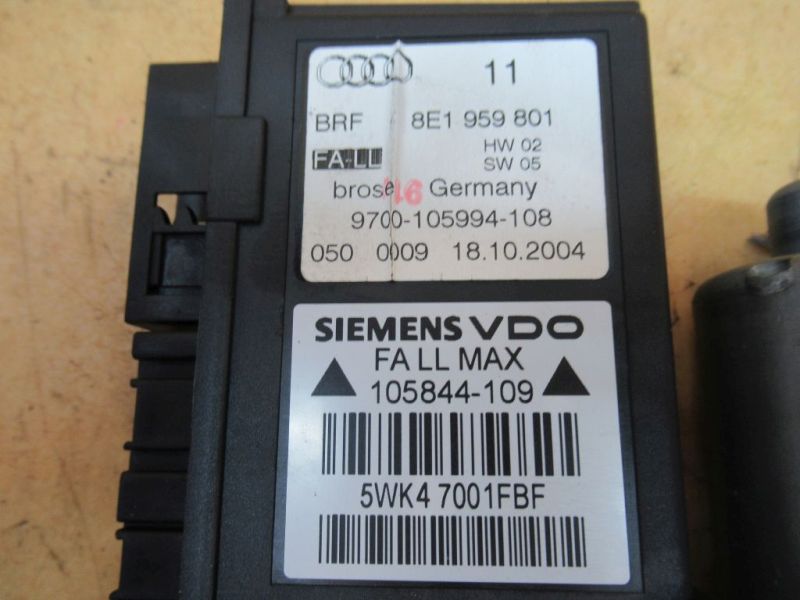 11
BRF 8E1 959 801
FA-LL HW 02
SW 05
brose Germany
9700-105994-108
050 0009 18.10.2004
SIEMENS VDO
FA LL MAX
105844-109
5WK4 7001FBF